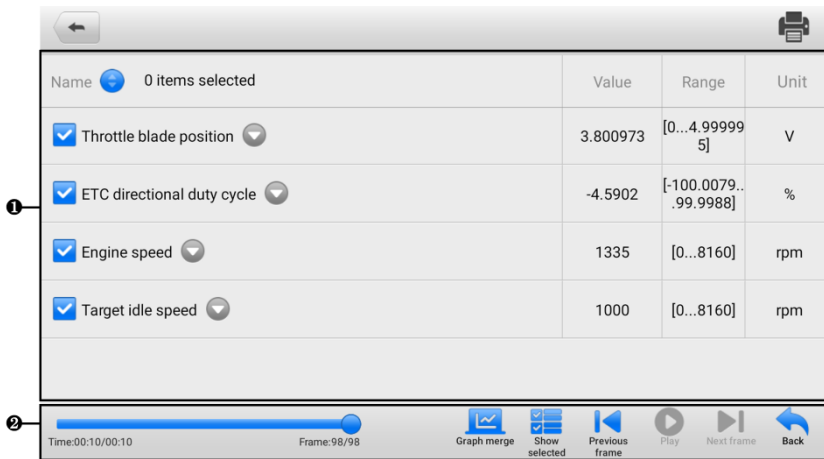 Name 0 items selected Value Range Unit
Throttle blade position 3.800973 [0...4.99999
5] V
ETC directional duty cycle -4.5902 [-100.0079..
.99.9988] %
Engine speed 1335 [0...8160] rpm
Target idle speed 1000 [0...8160] rpm
❶
❷
Time:00:10/00:10 Frame:98/98
Graph merge
Show
selected
Previous
frame
Play
Next frame
Back